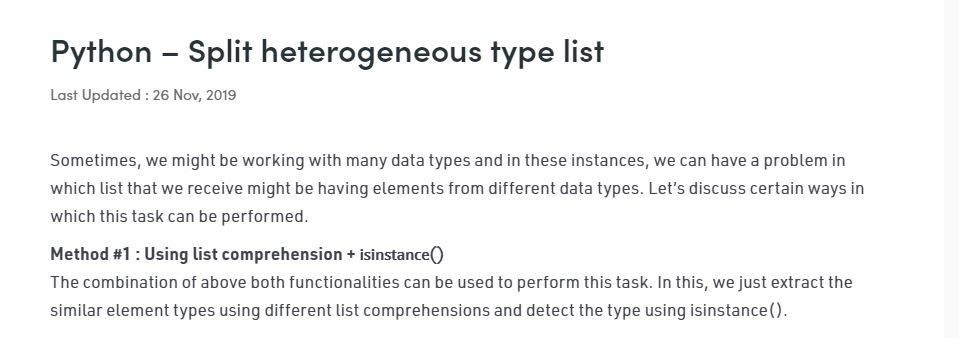 Python – Split heterogeneous type list
Last Updated : 26 Nov, 2019
Sometimes, we might be working with many data types and in these instances, we can have a problem in
which list that we receive might be having elements from different data types. Let’s discuss certain ways in
which this task can be performed.
Method #1 : Using list comprehension + isinstance()
The combination of above both functionalities can be used to perform this task. In this, we just extract the
similar element types using different list comprehensions and detect the type using isinstance().